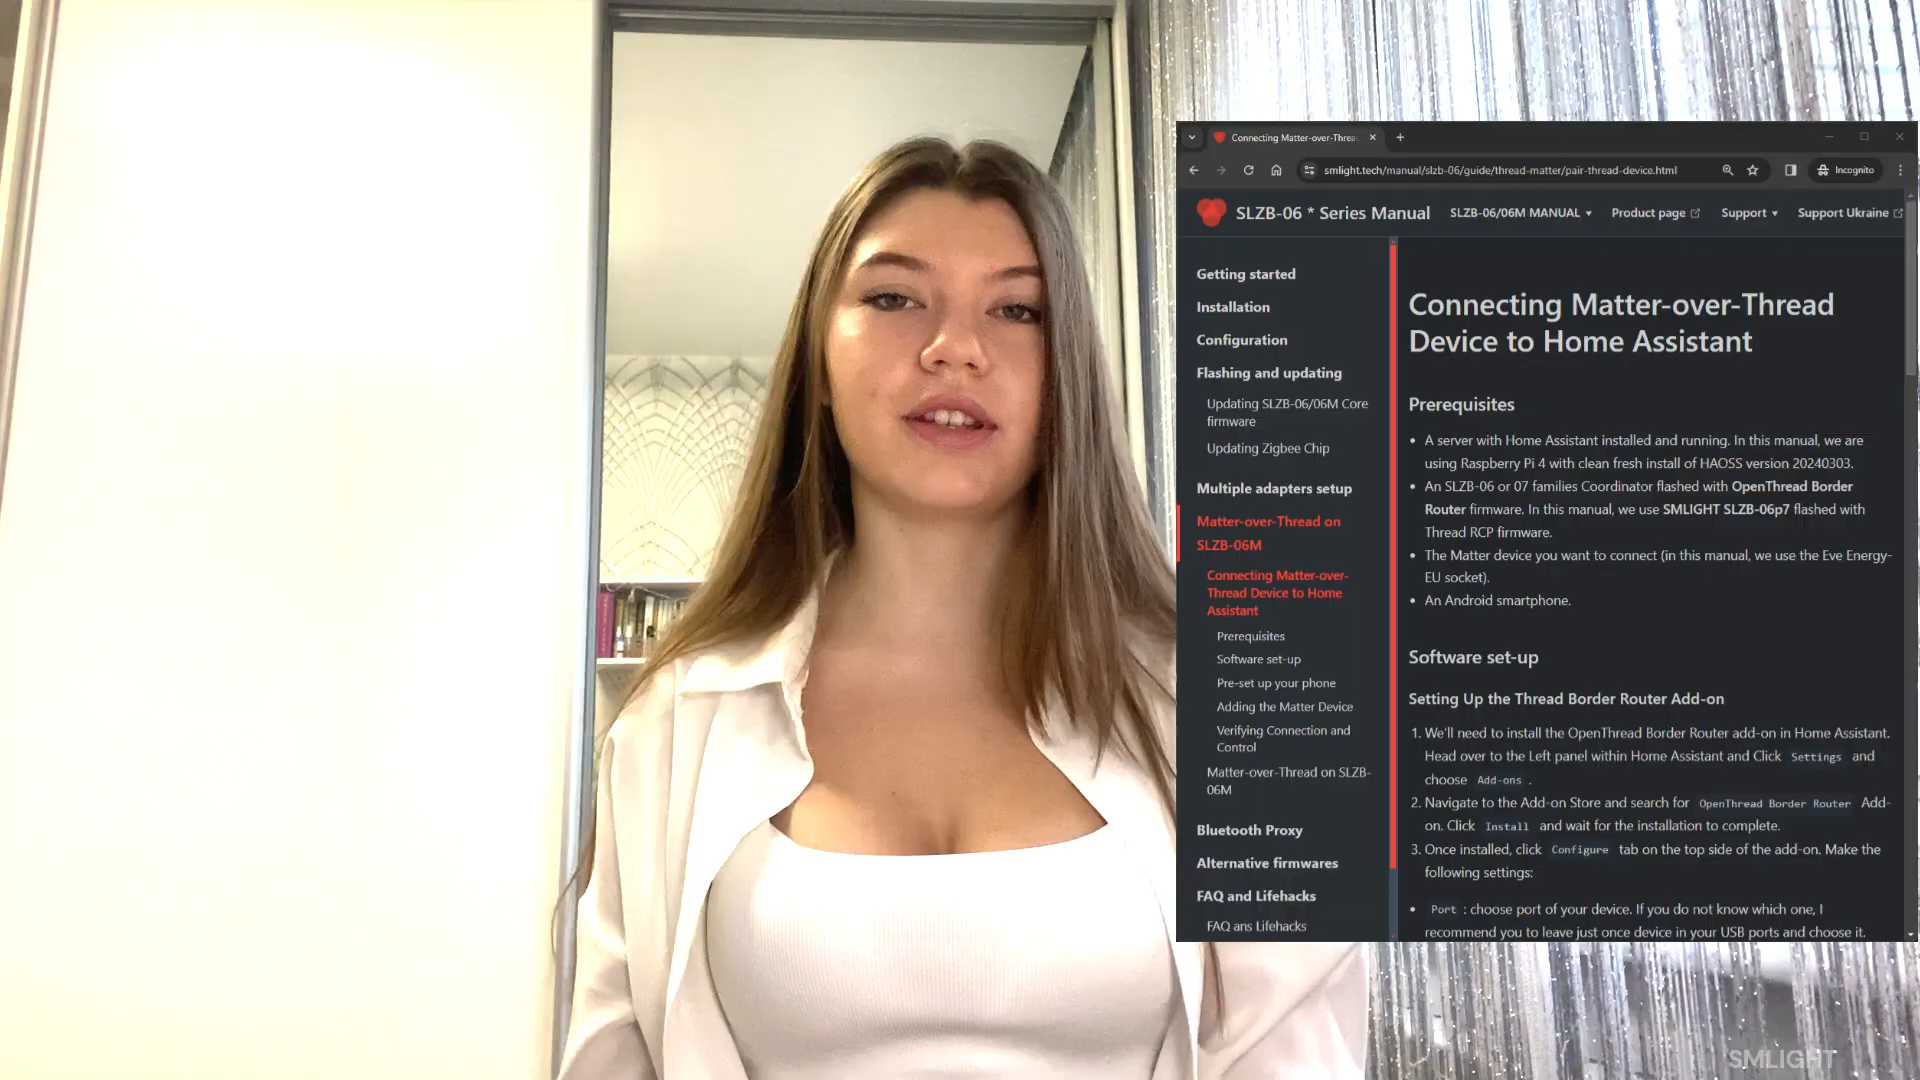 Connecting Matter-over-Threa
smlight.tech/manual/slzb-06/guide/thread-matter/pair-thread-device.html
Incognito
SLZB-06 * Series Manual
SLZB-06/06M MANUAL
Product page
Support
Support Ukraine
Getting started
Installation
Configuration
Flashing and updating
Updating SLZB-06/06M Core
firmware
Updating Zigbee Chip
Multiple adapters setup
Matter-over-Thread on
SLZB-06M
Connecting Matter-over-
Thread Device to Home
Assistant
Prerequisites
Software set-up
Pre-set up your phone
Adding the Matter Device
Verifying Connection and
Control
Matter-over-Thread on SLZB-
06M
Bluetooth Proxy
Alternative firmwares
FAQ and Lifehacks
FAQ ans Lifehacks
Connecting Matter-over-Thread
Device to Home Assistant
Prerequisites
• A server with Home Assistant installed and running. In this manual, we are
using Raspberry Pi 4 with clean fresh install of HAOSS version 20240303.
• An SLZB-06 or 07 families Coordinator flashed with OpenThread Border
Router firmware. In this manual, we use SMLIGHT SLZB-06p7 flashed with
Thread RCP firmware.
• The Matter device you want to connect (in this manual, we use the Eve Energy-
EU socket).
• An Android smartphone.
Software set-up
Setting Up the Thread Border Router Add-on
1. We'll need to install the OpenThread Border Router add-on in Home Assistant.
Head over to the Left panel within Home Assistant and Click Settings and
choose Add-ons .
2. Navigate to the Add-on Store and search for OpenThread Border Router Add-
on. Click Install and wait for the installation to complete.
3. Once installed, click Configure tab on the top side of the add-on. Make the
following settings:
• Port : choose port of your device. If you do not know which one, I
recommend you to leave just once device in your USB ports and choose it.
SMLIGHT